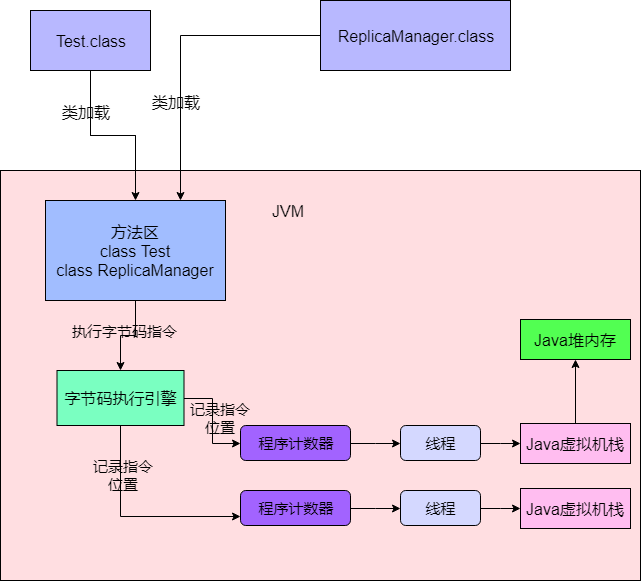 Test.class
ReplicaManager.class
类加载
类加载
JVM
方法区
class Test
class ReplicaManager
执行字节码指令
Java堆内存
字节码执行引擎
记录指令
位置
程序计数器
线程
Java虚拟机栈
记录指令
位置
程序计数器
线程
Java虚拟机栈